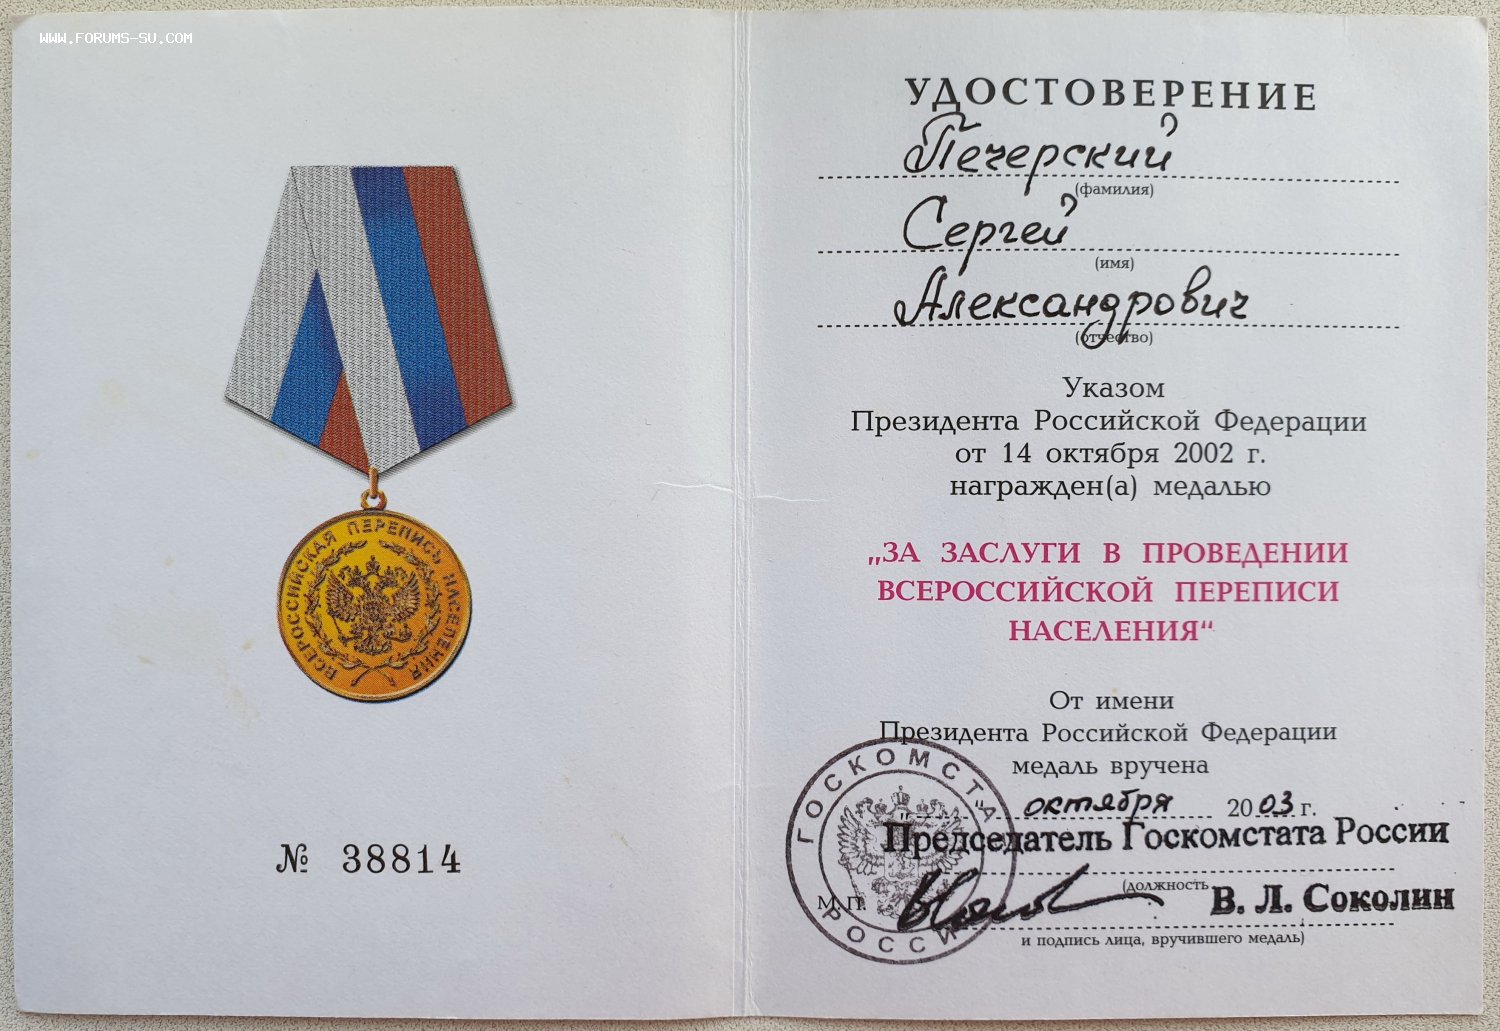 WWW.FORUMS-SU.COM
ВСЕРОССИЙСКАЯ ПЕРЕПИСЬ НАСЕЛЕНИЯ
№ 38814
УДОСТОВЕРЕНИЕ
Печерский
(фамилия)
Сергей
(имя)
Александрович
(отчество)
Указом
Президента Российской Федерации
от 14 октября 2002 г.
награжден(а) медалью
„ЗА ЗАСЛУГИ В ПРОВЕДЕНИИ
ВСЕРОССИЙСКОЙ ПЕРЕПИСИ
НАСЕЛЕНИЯ“
От имени
Президента Российской Федерации
медаль вручена
" " октября 2003 г.
Председатель Госкомстата России
(должность
М.П.
В. Л. Соколин
и подпись лица, вручившего медаль)
ГОСКОМСТАТ РОССИИ